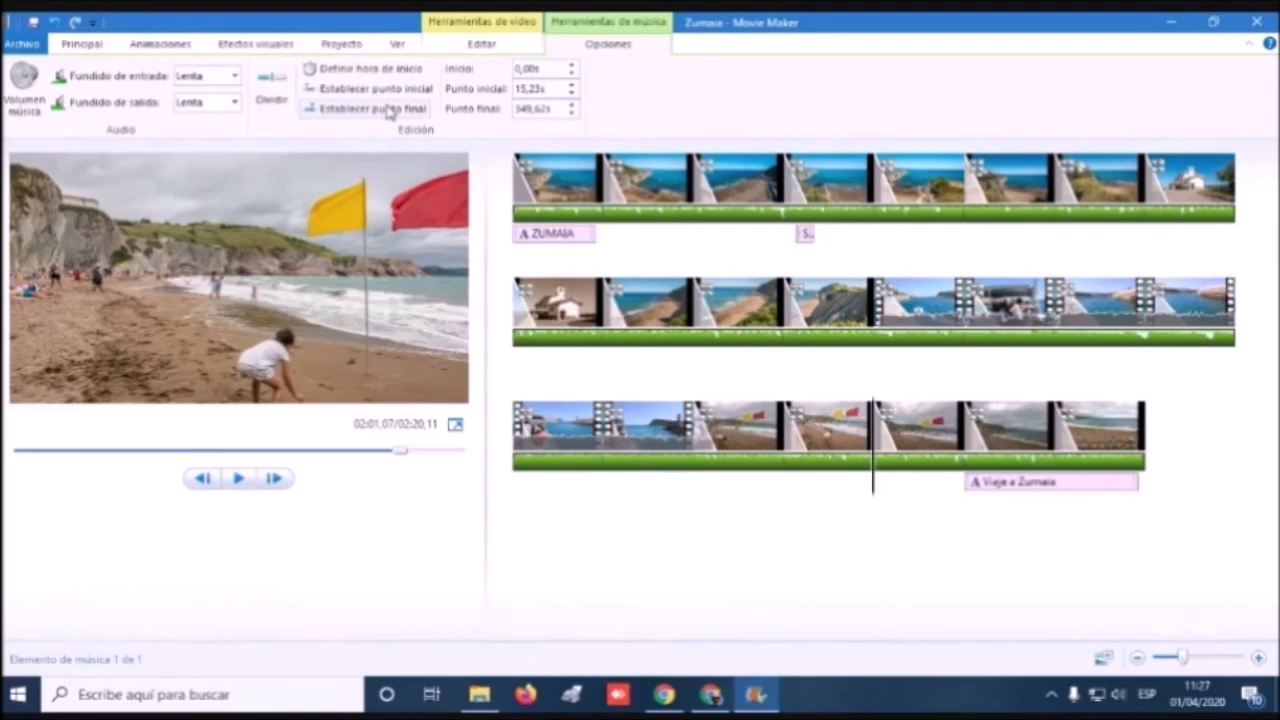 Herramientas de vídeo
Herramientas de música
Zumaia - Movie Maker
Archivo
Principal
Animaciones
Efectos visuales
Proyecto
Ver
Editar
Opciones
Volumen música
Fundido de entrada: Lenta
Fundido de salida: Lenta
Audio
Dividir
Definir hora de inicio
Establecer punto inicial
Establecer punto final
Inicio: 0,00s
Punto inicial: 15,23s
Punto final: 349,62s
Edición
A ZUMAIA
S...
02:01,07/02:20,11
A Viaje a Zumaia
Elemento de música 1 de 1
Escribe aquí para buscar
ESP
11:27
01/04/2020
10